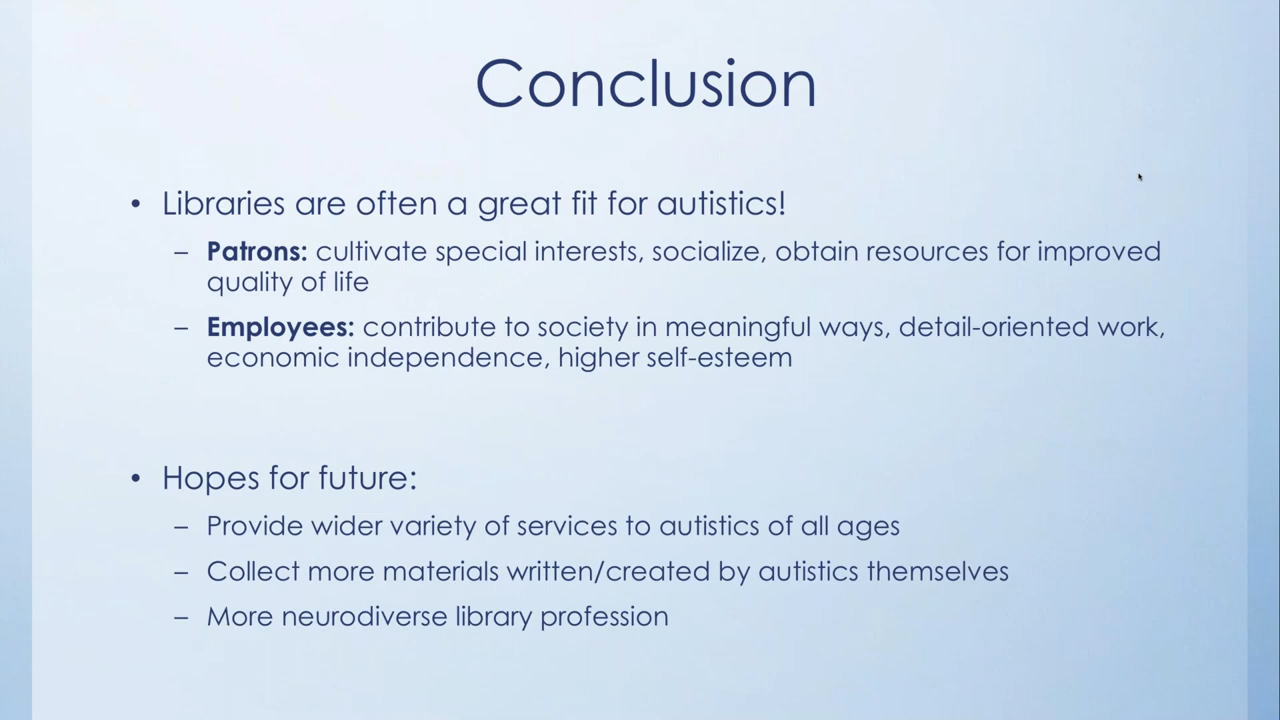 Conclusion
• Libraries are often a great fit for autistics!
– Patrons: cultivate special interests, socialize, obtain resources for improved
quality of life
– Employees: contribute to society in meaningful ways, detail-oriented work,
economic independence, higher self-esteem
• Hopes for future:
– Provide wider variety of services to autistics of all ages
– Collect more materials written/created by autistics themselves
– More neurodiverse library profession